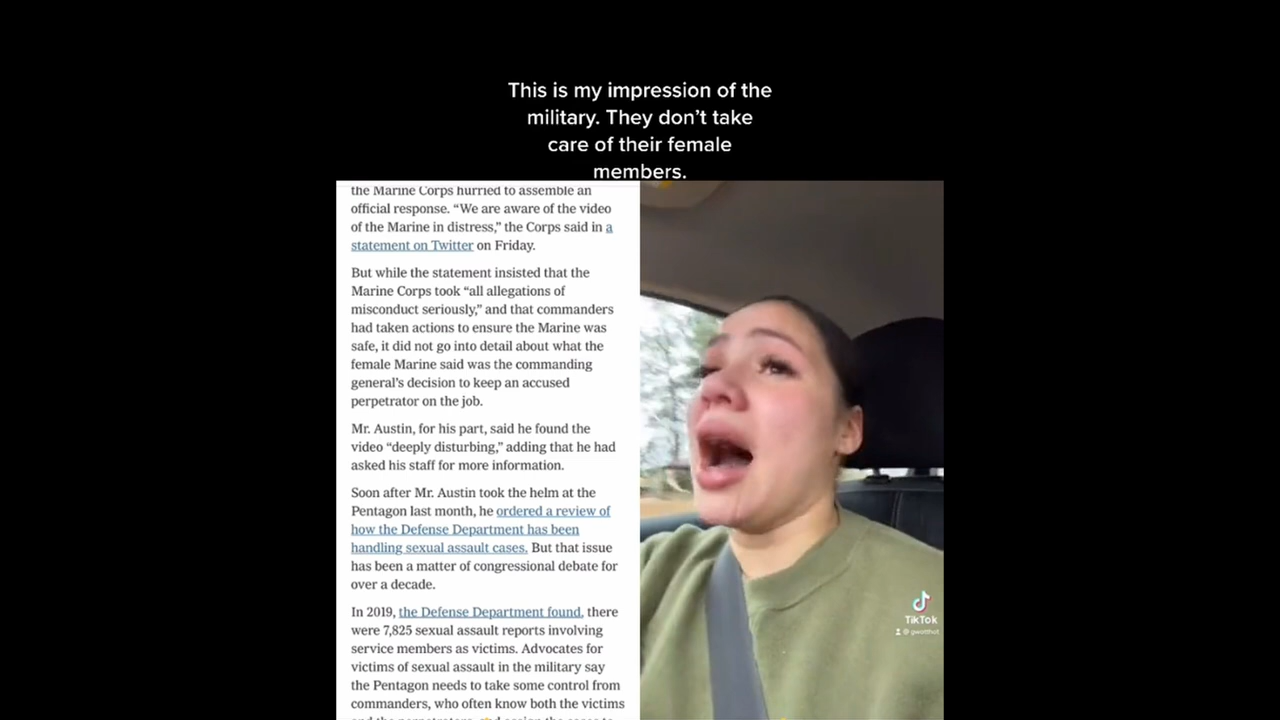 This is my impression of the
military. They don’t take
care of their female
members.
the Marine Corps hurried to assemble an
official response. “We are aware of the video
of the Marine in distress,” the Corps said in a
statement on Twitter on Friday.
But while the statement insisted that the
Marine Corps took “all allegations of
misconduct seriously,” and that commanders
had taken actions to ensure the Marine was
safe, it did not go into detail about what the
female Marine said was the commanding
general’s decision to keep an accused
perpetrator on the job.
Mr. Austin, for his part, said he found the
video “deeply disturbing,” adding that he had
asked his staff for more information.
Soon after Mr. Austin took the helm at the
Pentagon last month, he ordered a review of
how the Defense Department has been
handling sexual assault cases. But that issue
has been a matter of congressional debate for
over a decade.
In 2019, the Defense Department found, there
were 7,825 sexual assault reports involving
service members as victims. Advocates for
victims of sexual assault in the military say
the Pentagon needs to take some control from
commanders, who often know both the victims
TikTok